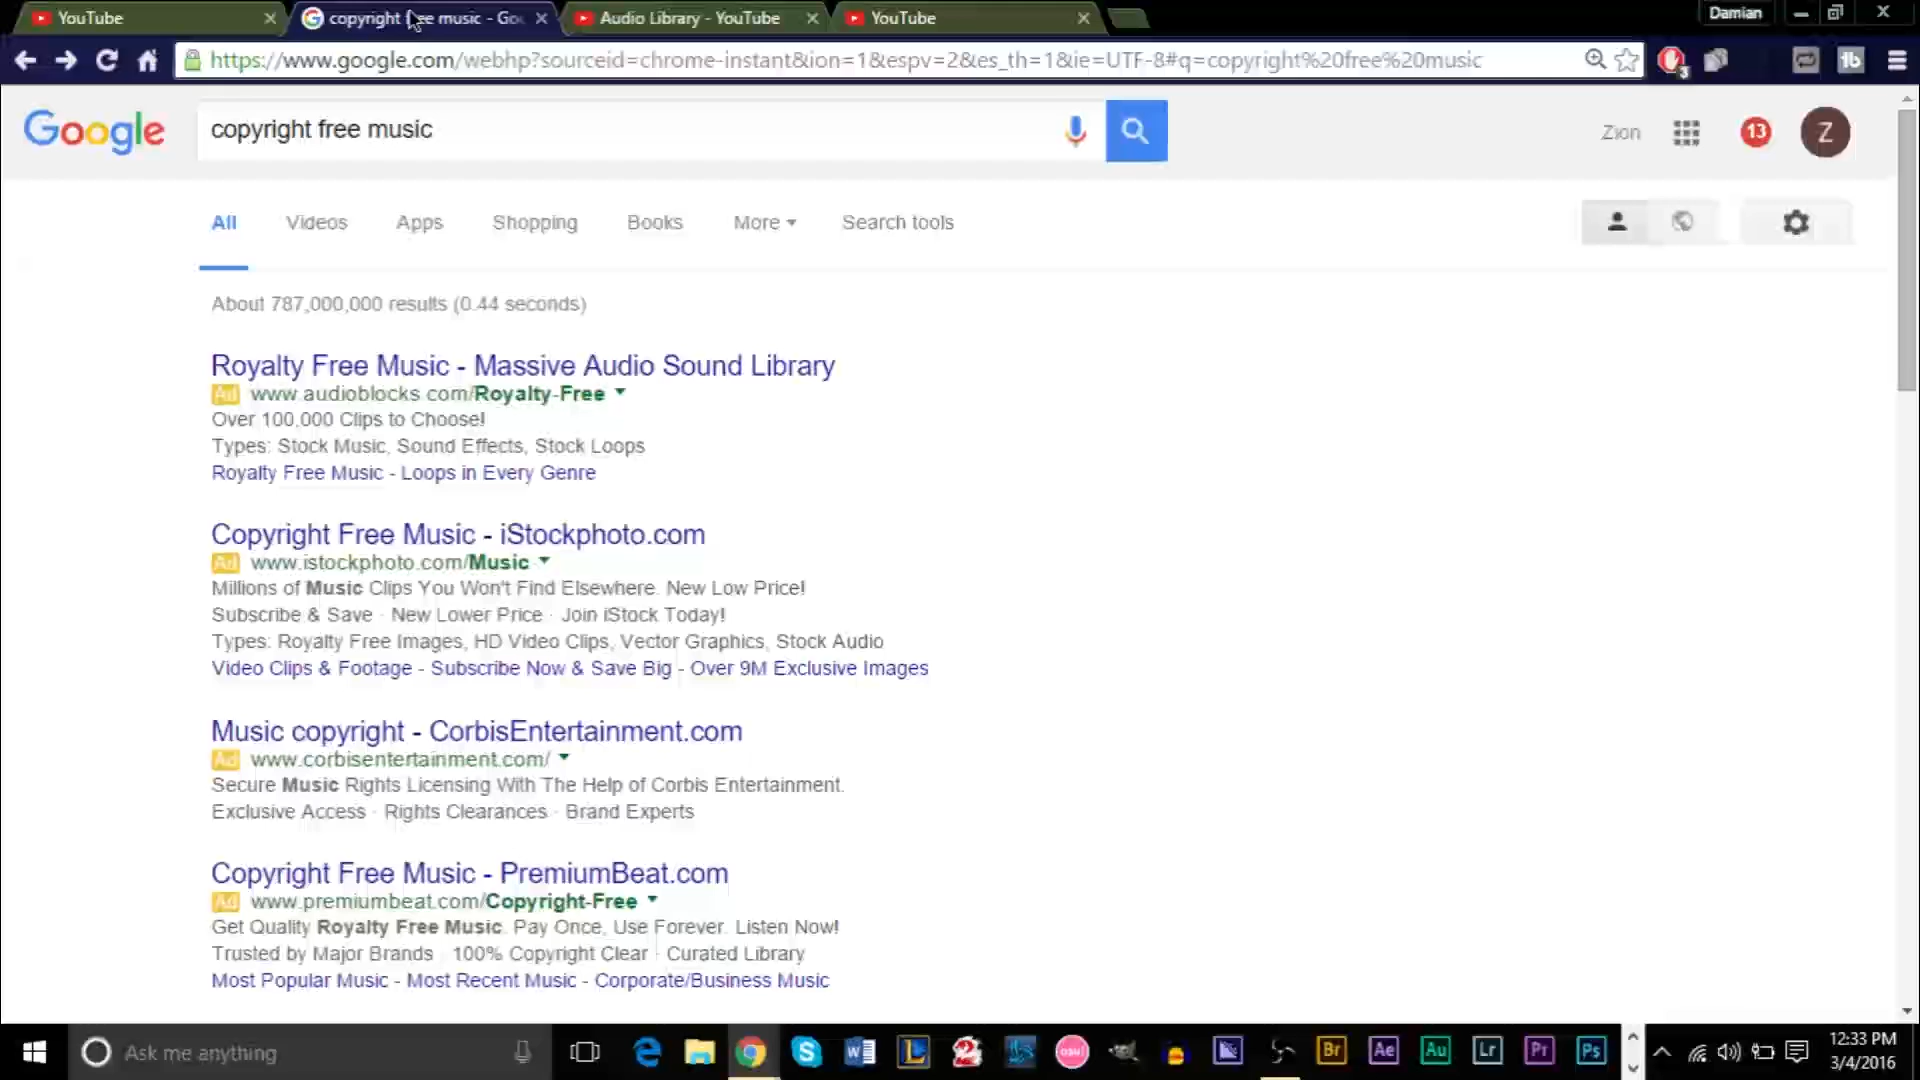 YouTube
copyright free music - Goo
Audio Library - YouTube
YouTube
Damian
https://www.google.com/webhp?sourceid=chrome-instant&ion=1&espv=2&es_th=1&ie=UTF-8#q=copyright%20free%20music
3
Google
copyright free music
Zion
13
Z
All
Videos
Apps
Shopping
Books
More
Search tools
About 787,000,000 results (0.44 seconds)
Royalty Free Music - Massive Audio Sound Library
Ad www.audioblocks.com/Royalty-Free
Over 100,000 Clips to Choose!
Types: Stock Music, Sound Effects, Stock Loops
Royalty Free Music - Loops in Every Genre
Copyright Free Music - iStockphoto.com
Ad www.istockphoto.com/Music
Millions of Music Clips You Won't Find Elsewhere. New Low Price!
Subscribe & Save · New Lower Price · Join iStock Today!
Types: Royalty Free Images, HD Video Clips, Vector Graphics, Stock Audio
Video Clips & Footage - Subscribe Now & Save Big - Over 9M Exclusive Images
Music copyright - CorbisEntertainment.com
Ad www.corbisentertainment.com/
Secure Music Rights Licensing With The Help of Corbis Entertainment.
Exclusive Access · Rights Clearances · Brand Experts
Copyright Free Music - PremiumBeat.com
Ad www.premiumbeat.com/Copyright-Free
Get Quality Royalty Free Music. Pay Once, Use Forever. Listen Now!
Trusted by Major Brands · 100% Copyright Clear · Curated Library
Most Popular Music - Most Recent Music - Corporate/Business Music
Ask me anything
osu!
Br
Ae
Au
Lr
Pr
Ps
12:33 PM
3/4/2016